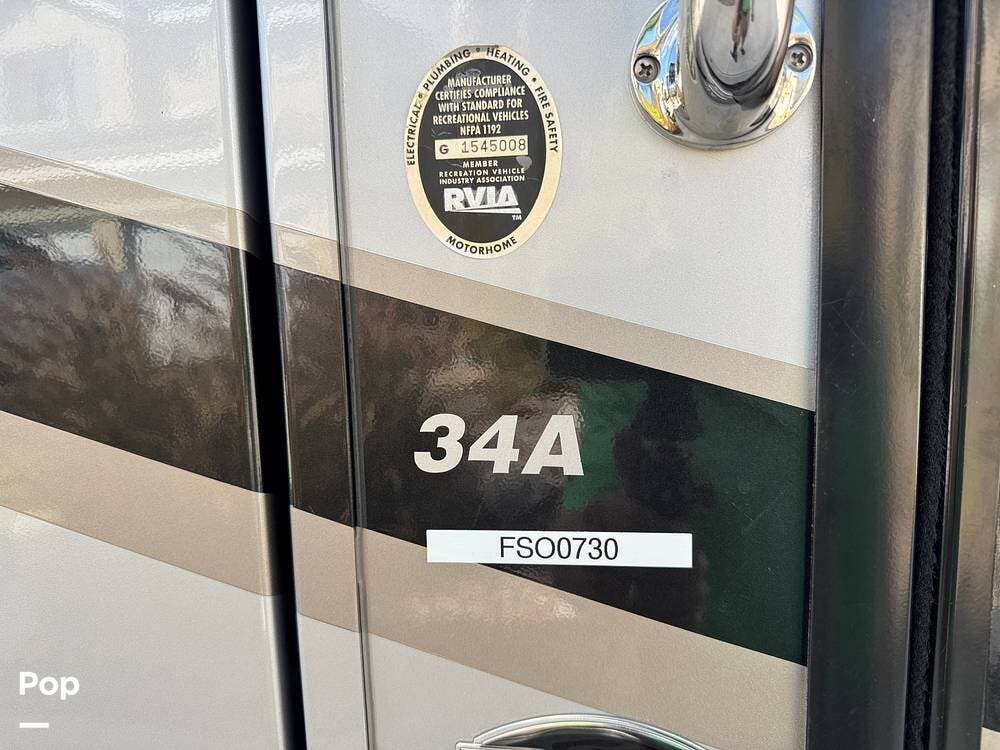 ELECTRICAL • PLUMBING • HEATING • FIRE SAFETY
MANUFACTURER
CERTIFIES COMPLIANCE
WITH STANDARD FOR
RECREATIONAL VEHICLES
NFPA 1192
G 1545008
MEMBER
RECREATION VEHICLE
INDUSTRY ASSOCIATION
RVIA
TM
MOTORHOME
34A
FSO0730
Pop